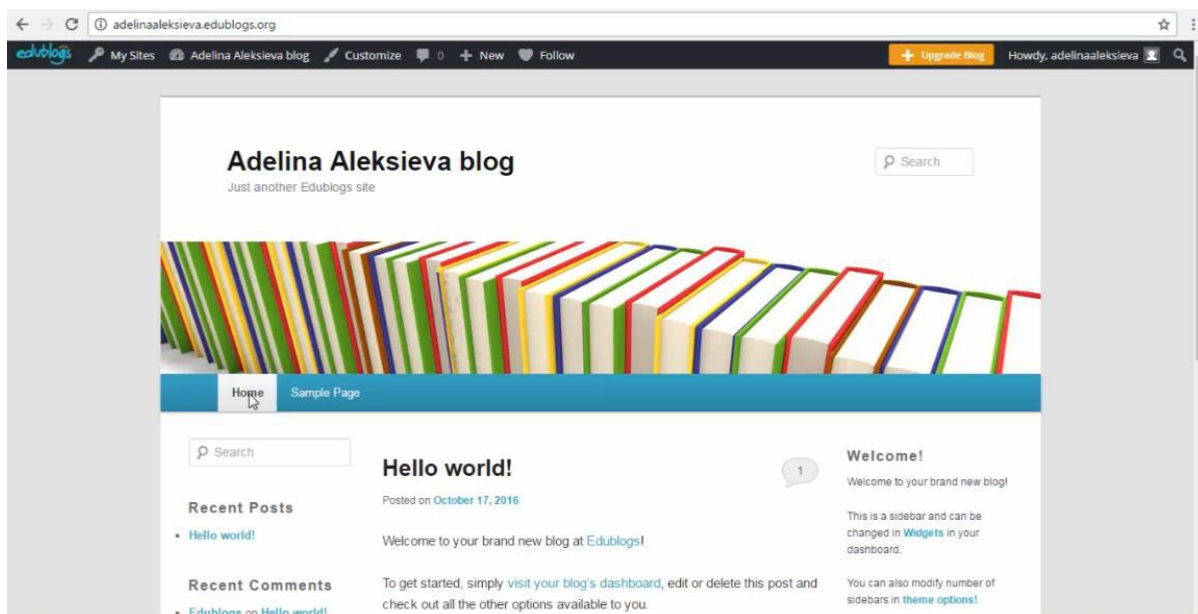 adelinaaleksieva.edublogs.org
edublogs My Sites Adelina Aleksieva blog Customize 0 New Follow Upgrade Blog Howdy, adelinaaleksieva
Adelina Aleksieva blog
Just another Edublogs site
Search
Home Sample Page
Search
Recent Posts
Hello world!
Recent Comments
Edublogs on Hello world!
Hello world!
1
Posted on October 17, 2016
Welcome to your brand new blog at Edublogs!
To get started, simply visit your blog's dashboard, edit or delete this post and
check out all the other options available to you.
Welcome!
Welcome to your brand new blog!
This is a sidebar and can be
changed in Widgets in your
dashboard.
You can also modify number of
sidebars in theme options!